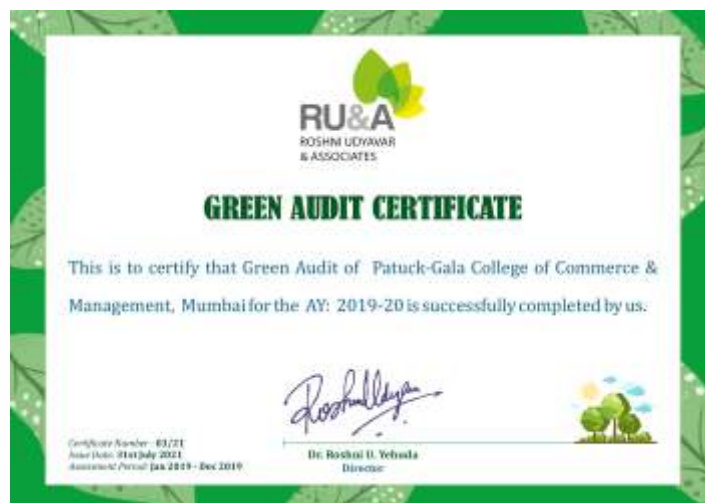 RU&A
ROSHNI UDYAVAR
& ASSOCIATES
GREEN AUDIT CERTIFICATE
This is to certify that Green Audit of Patuck-Gala College of Commerce &
Management, Mumbai for the AY: 2019-20 is successfully completed by us.
Certificate Number : 03/21
Issue Date: 31st July 2021
Assessment Period: Jan 2019 - Dec 2019
Dr. Roshni U. Yehuda
Director